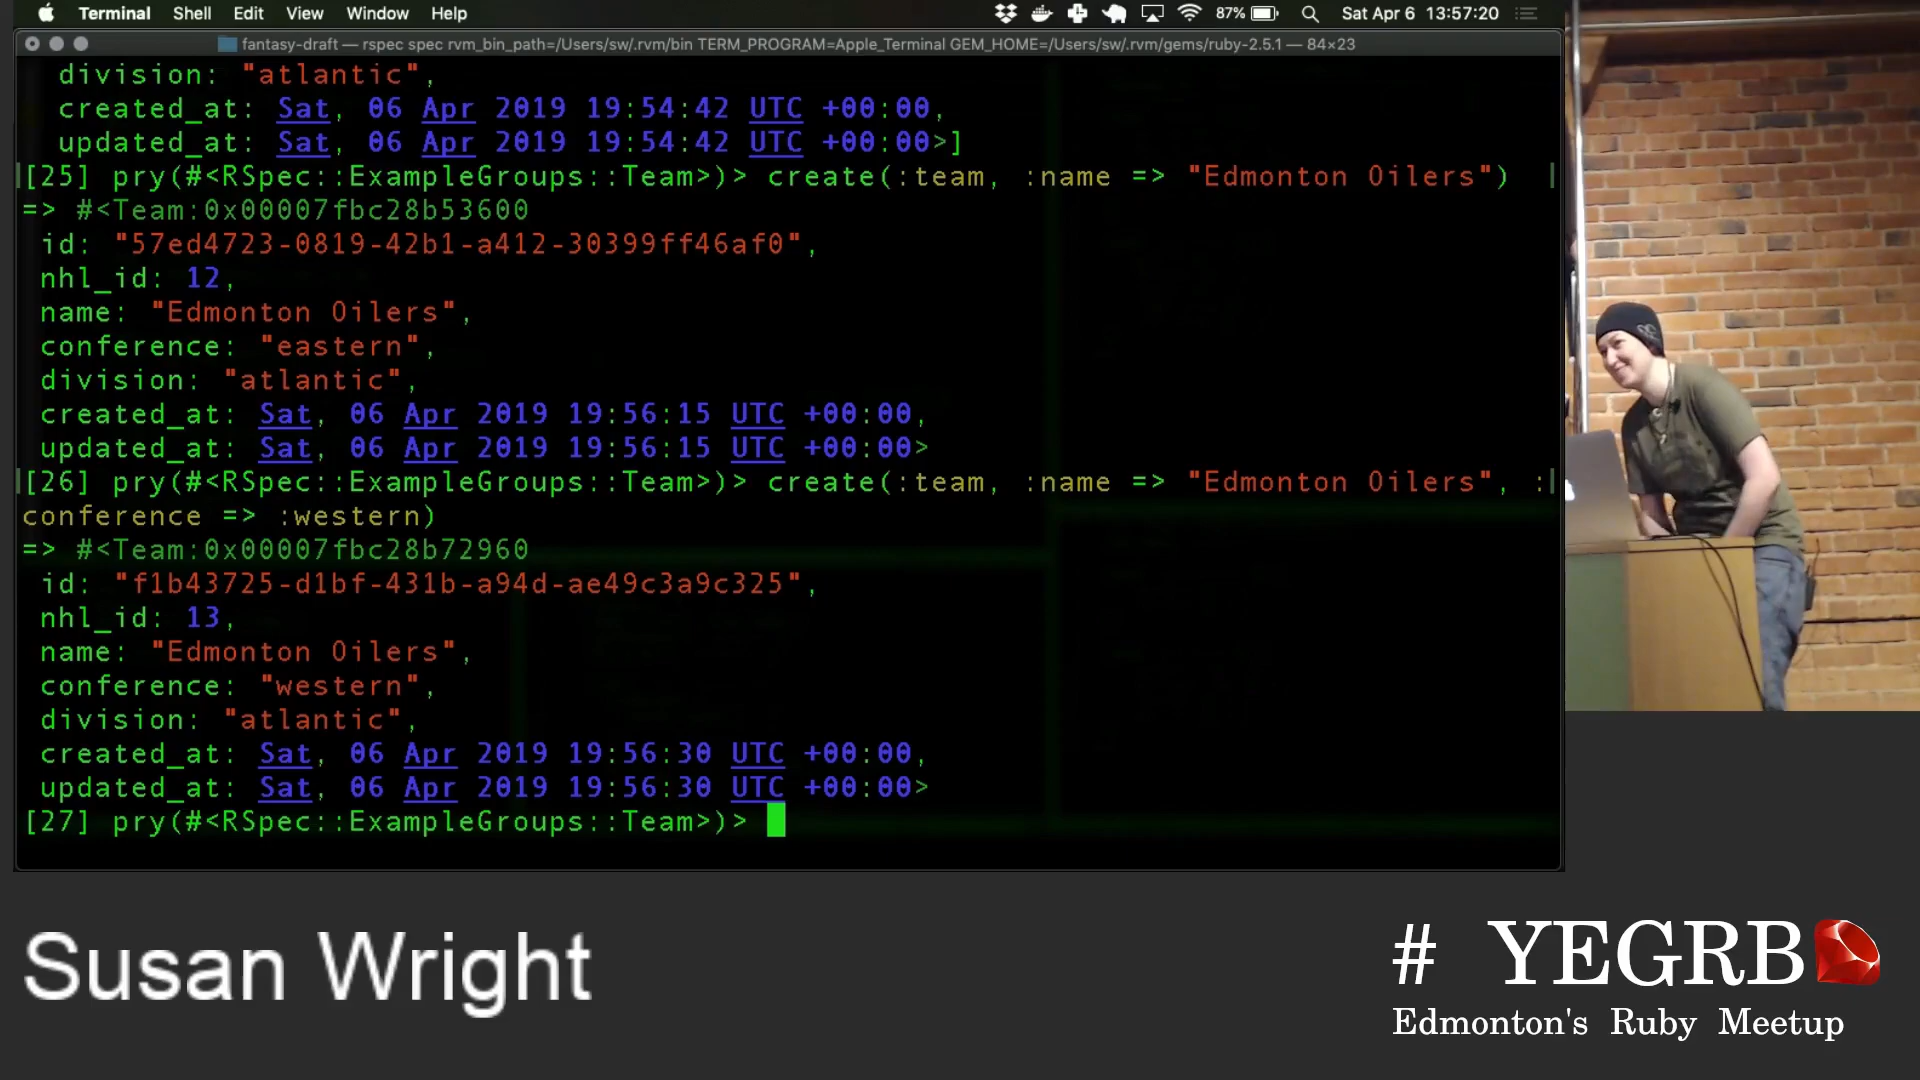 Terminal Shell Edit View Window Help 87% Sat Apr 6 13:57:20
fantasy-draft — rspec spec rvm_bin_path=/Users/sw/.rvm/bin TERM_PROGRAM=Apple_Terminal GEM_HOME=/Users/sw/.rvm/gems/ruby-2.5.1 — 84×23
division: "atlantic",
created_at: Sat, 06 Apr 2019 19:54:42 UTC +00:00,
updated_at: Sat, 06 Apr 2019 19:54:42 UTC +00:00>]
[25] pry(#<RSpec::ExampleGroups::Team>)> create(:team, :name => "Edmonton Oilers")
=> #<Team:0x00007fbc28b53600
id: "57ed4723-0819-42b1-a412-30399ff46af0",
nhl_id: 12,
name: "Edmonton Oilers",
conference: "eastern",
division: "atlantic",
created_at: Sat, 06 Apr 2019 19:56:15 UTC +00:00,
updated_at: Sat, 06 Apr 2019 19:56:15 UTC +00:00>
[26] pry(#<RSpec::ExampleGroups::Team>)> create(:team, :name => "Edmonton Oilers", :
conference => :western)
=> #<Team:0x00007fbc28b72960
id: "f1b43725-d1bf-431b-a94d-ae49c3a9c325",
nhl_id: 13,
name: "Edmonton Oilers",
conference: "western",
division: "atlantic",
created_at: Sat, 06 Apr 2019 19:56:30 UTC +00:00,
updated_at: Sat, 06 Apr 2019 19:56:30 UTC +00:00>
[27] pry(#<RSpec::ExampleGroups::Team>)>
Susan Wright
# YEGRB
Edmonton's Ruby Meetup